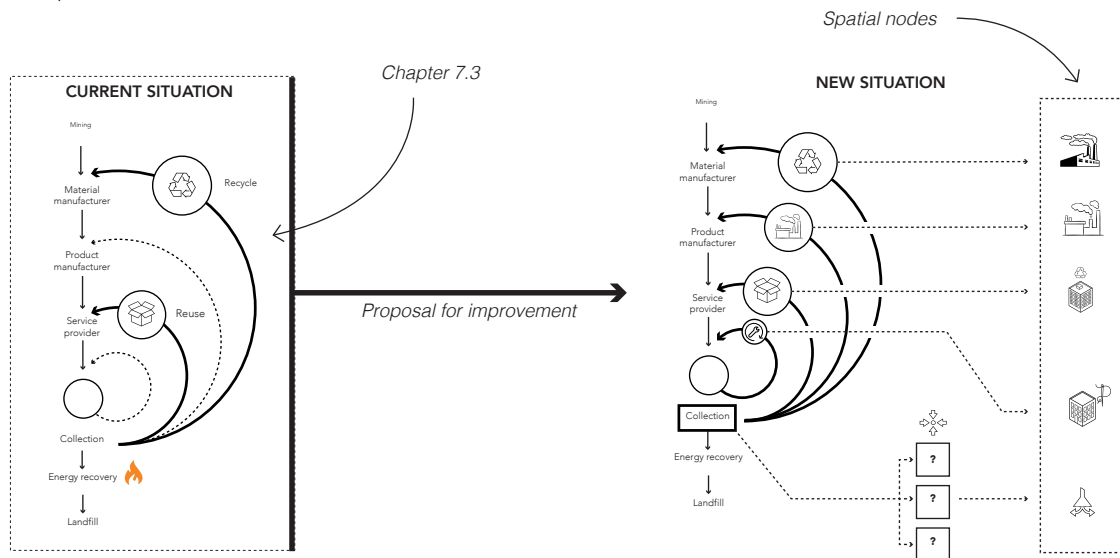 Spatial nodes
Chapter 7.3
CURRENT SITUATION
Mining
Material
manufacturer
Recycle
Product
manufacturer
Service
provider
Reuse
Collection
Energy recovery
Landfill
Proposal for improvement
NEW SITUATION
Mining
Material
manufacturer
Product
manufacturer
Service
provider
Collection
Energy recovery
Landfill
?
?
?